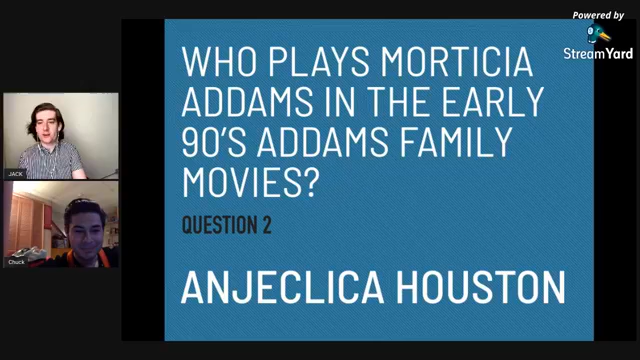 Powered by
StreamYard
WHO PLAYS MORTICIA
ADDAMS IN THE EARLY
90'S ADDAMS FAMILY
MOVIES?
QUESTION 2
ANJECLICA HOUSTON
JACK
Chuck